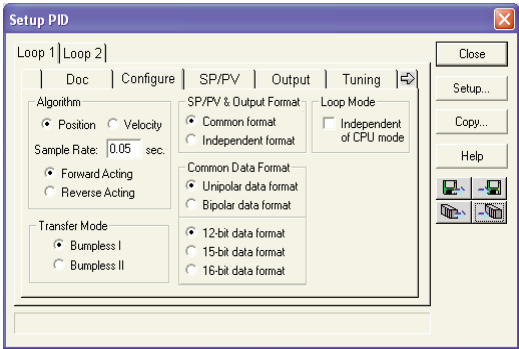 Setup PID
Loop 1 Loop 2
Doc Configure SP/PV Output Tuning
Algorithm
Position Velocity
Sample Rate: 0.05 sec.
Forward Acting
Reverse Acting
Transfer Mode
Bumpless I
Bumpless II
SP/PV & Output Format
Common format
Independent format
Common Data Format
Unipolar data format
Bipolar data format
12-bit data format
15-bit data format
16-bit data format
Loop Mode
Independent
of CPU mode
Close
Setup...
Copy...
Help